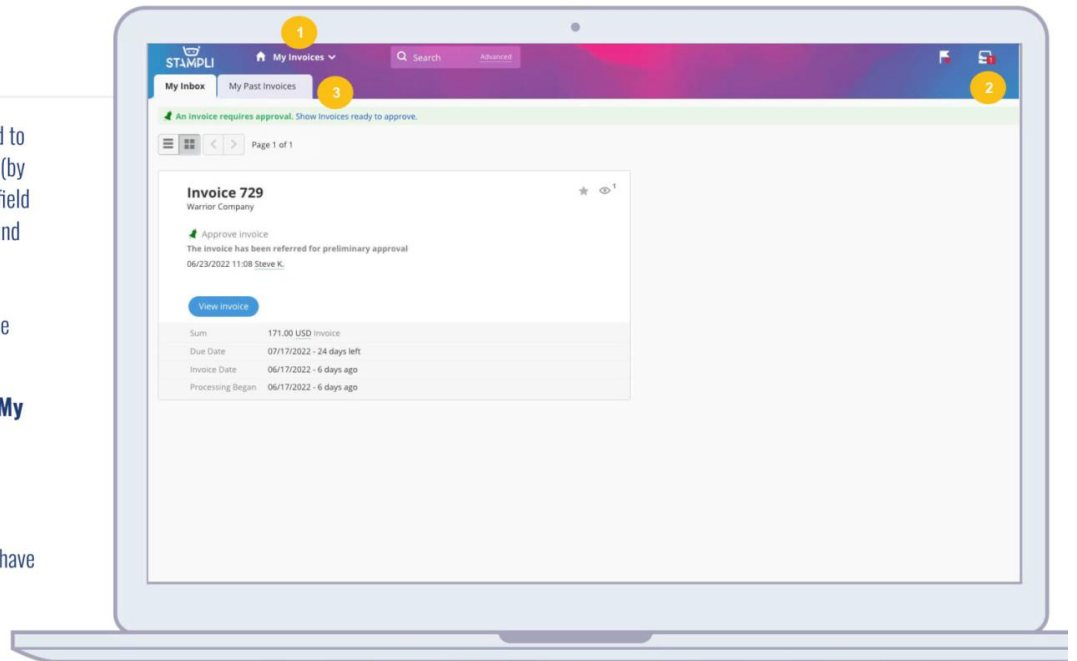 d to
(by
field
nd
e
My
have
1
STAMPLI
My Invoices
Search
Advanced
2
My Inbox
My Past Invoices
3
An invoice requires approval. Show Invoices ready to approve.
Page 1 of 1
Invoice 729
1
Warrior Company
Approve invoice
The invoice has been referred for preliminary approval
06/23/2022 11:08 Steve K.
View invoice
Sum 171.00 USD Invoice
Due Date 07/17/2022 - 24 days left
Invoice Date 06/17/2022 - 6 days ago
Processing Began 06/17/2022 - 6 days ago